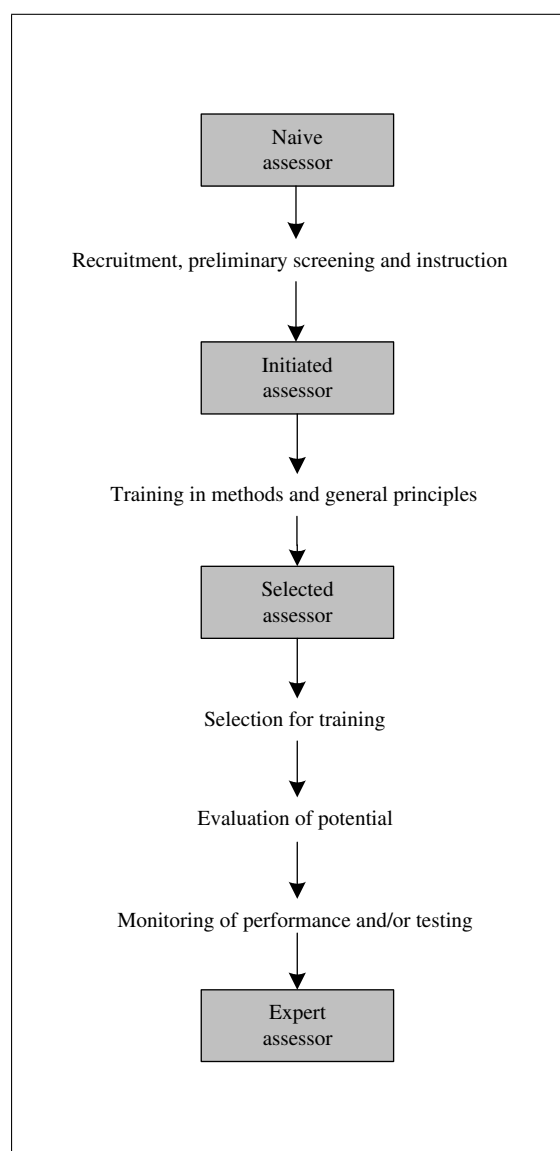 Naive
assessor
Recruitment, preliminary screening and instruction
Initiated
assessor
Training in methods and general principles
Selected
assessor
Selection for training
Evaluation of potential
Monitoring of performance and/or testing
Expert
assessor